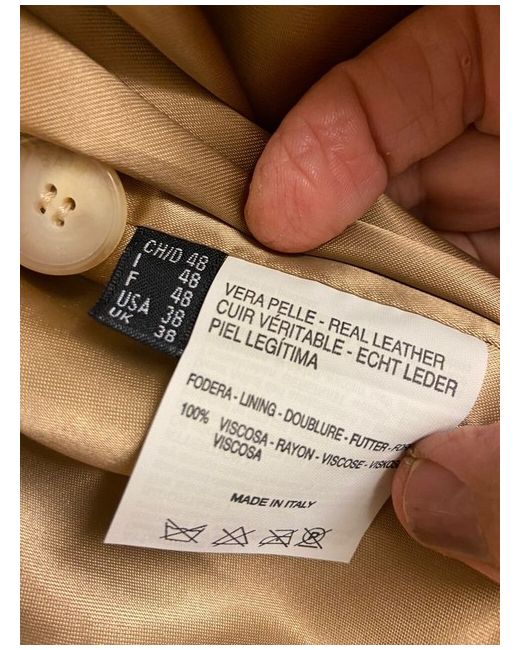 CH/D 48
I 48
F 48
USA 38
UK 38
VERA PELLE - REAL LEATHER
CUIR VÉRITABLE - ECHT LEDER
PIEL LEGÍTIMA
FODERA - LINING - DOUBLURE - FUTTER -
100% VISCOSA - RAYON - VISCOSE -
VISCOSA
MADE IN ITALY
R